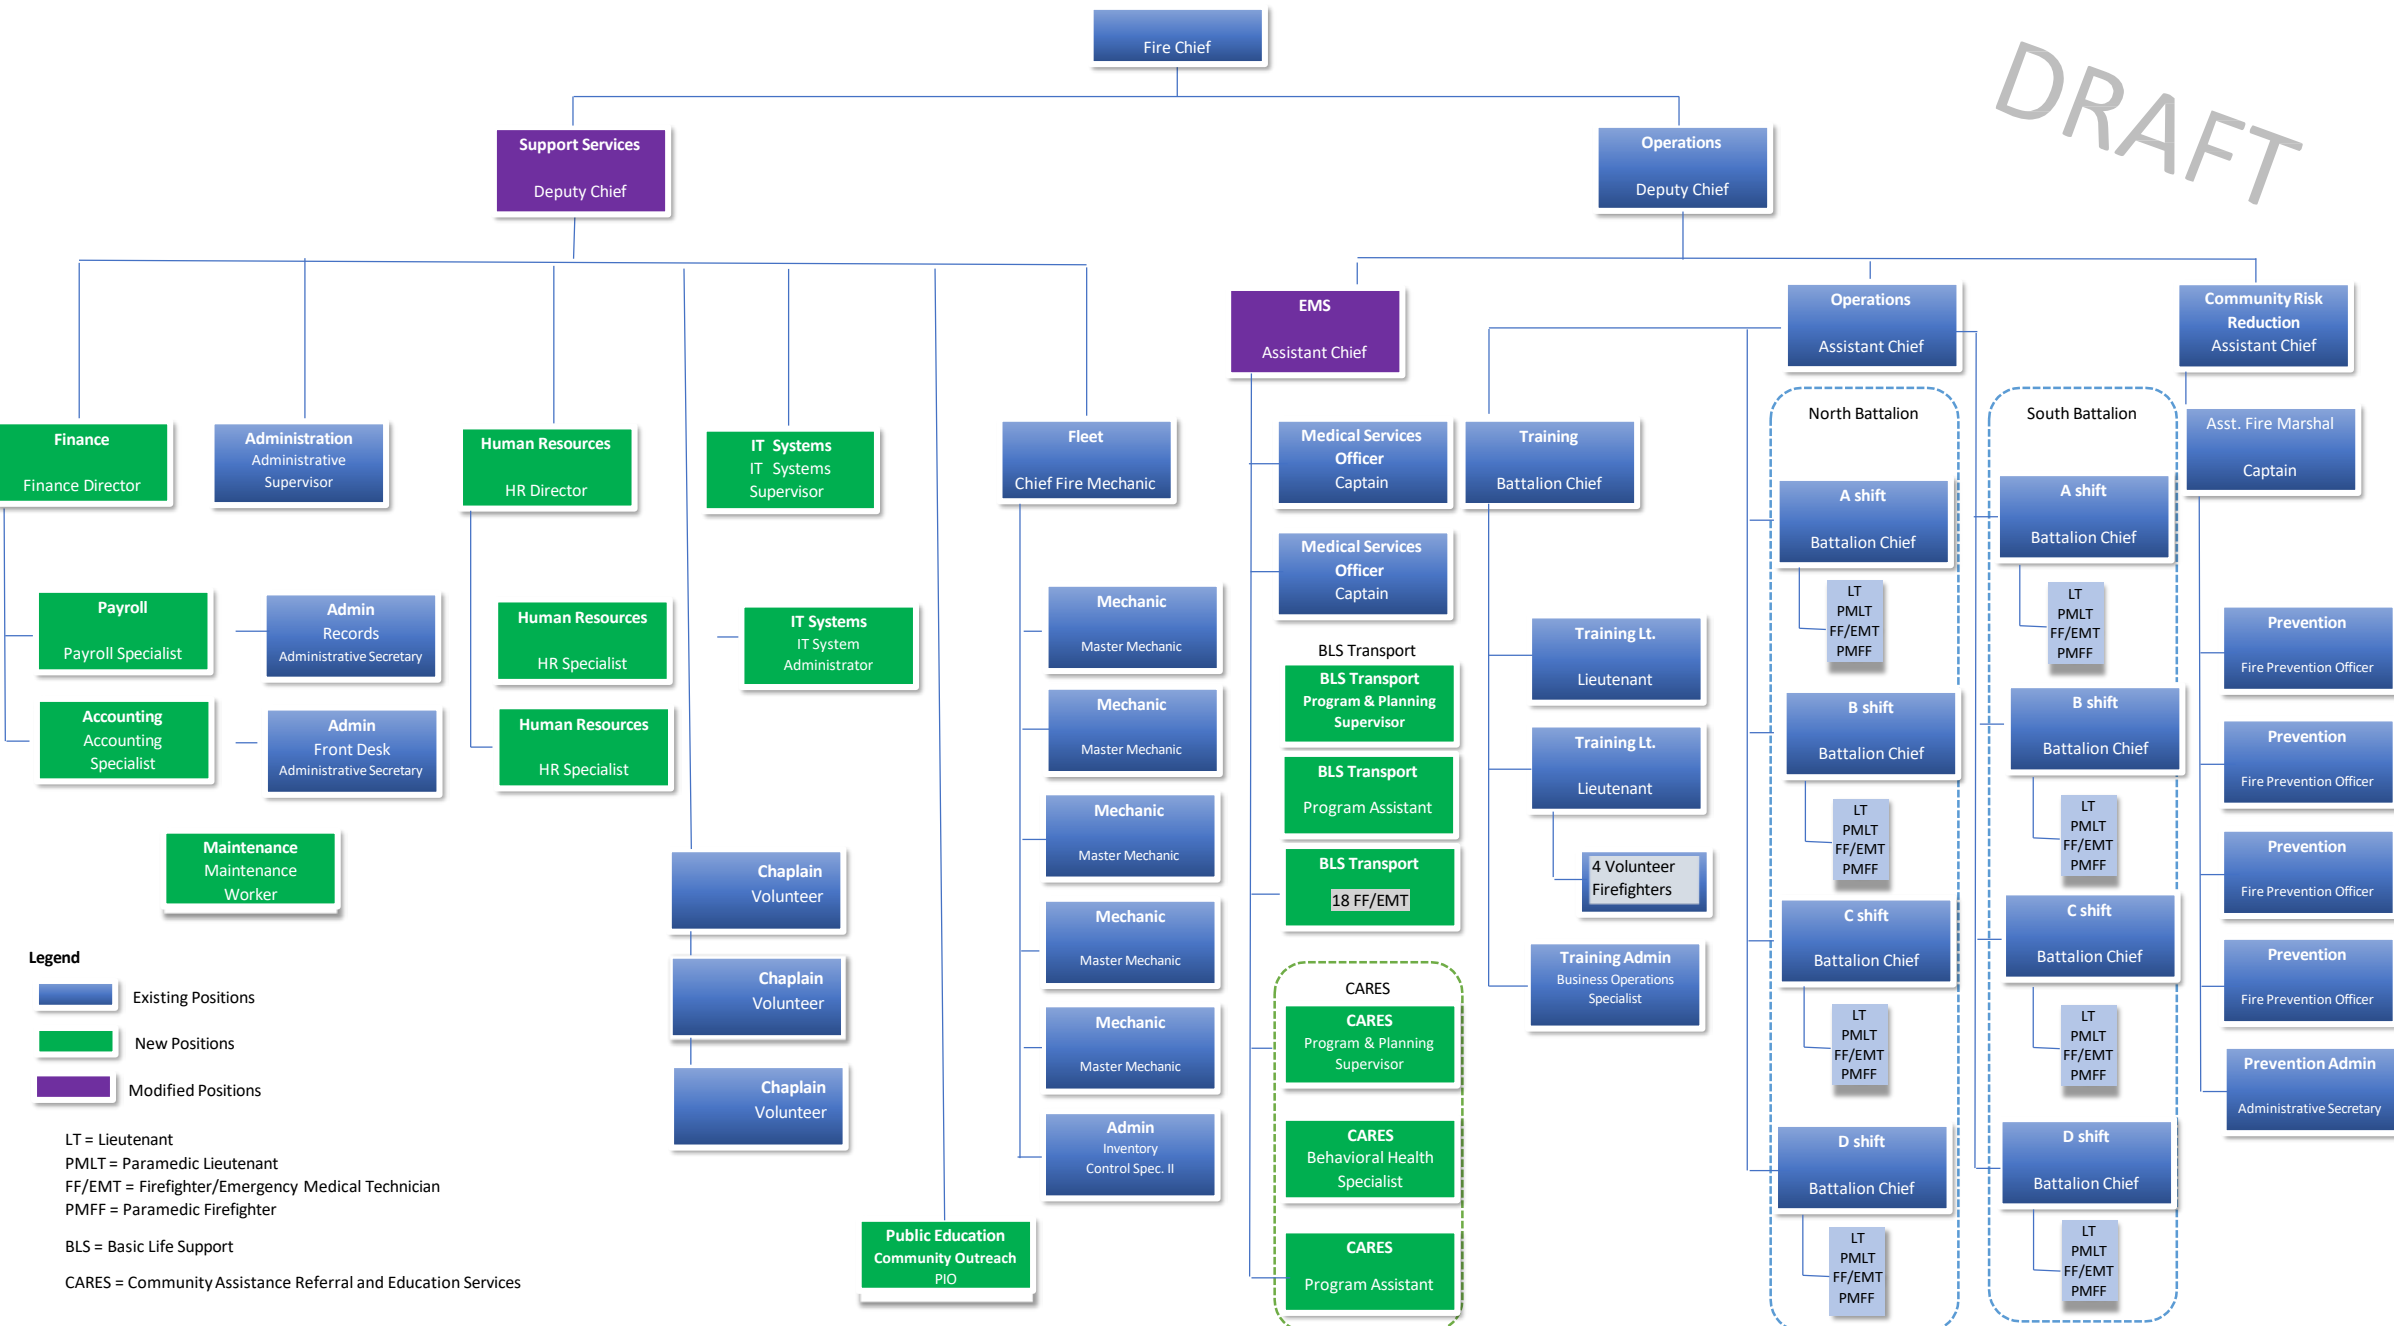 Fire Chief
DRAFT
Support Services
Deputy Chief
Operations
Deputy Chief
EMS
Assistant Chief
Operations
Assistant Chief
Community Risk
Reduction
Assistant Chief
Finance
Finance Director
Administration
Administrative
Supervisor
Human Resources
HR Director
IT Systems
IT Systems
Supervisor
Fleet
Chief Fire Mechanic
Medical Services
Officer
Captain
Training
Battalion Chief
North Battalion
South Battalion
Asst. Fire Marshal
Captain
A shift
Battalion Chief
LT
PMLT
FF/EMT
PMFF
A shift
Battalion Chief
LT
PMLT
FF/EMT
PMFF
Medical Services
Officer
Captain
Payroll
Payroll Specialist
Admin
Records
Administrative Secretary
Human Resources
HR Specialist
IT Systems
IT System
Administrator
Mechanic
Master Mechanic
BLS Transport
BLS Transport
Program & Planning
Supervisor
Training Lt.
Lieutenant
Prevention
Fire Prevention Officer
Accounting
Accounting
Specialist
Admin
Front Desk
Administrative Secretary
Human Resources
HR Specialist
Mechanic
Master Mechanic
BLS Transport
Program Assistant
Training Lt.
Lieutenant
B shift
Battalion Chief
LT
PMLT
FF/EMT
PMFF
B shift
Battalion Chief
LT
PMLT
FF/EMT
PMFF
Prevention
Fire Prevention Officer
Maintenance
Maintenance
Worker
Chaplain
Volunteer
Mechanic
Master Mechanic
BLS Transport
18 FF/EMT
4 Volunteer
Firefighters
Prevention
Fire Prevention Officer
Chaplain
Volunteer
Mechanic
Master Mechanic
Training Admin
Business Operations
Specialist
C shift
Battalion Chief
LT
PMLT
FF/EMT
PMFF
C shift
Battalion Chief
LT
PMLT
FF/EMT
PMFF
Prevention
Fire Prevention Officer
Chaplain
Volunteer
Mechanic
Master Mechanic
CARES
CARES
Program & Planning
Supervisor
Prevention Admin
Administrative Secretary
Admin
Inventory
Control Spec. II
CARES
Behavioral Health
Specialist
D shift
Battalion Chief
LT
PMLT
FF/EMT
PMFF
D shift
Battalion Chief
LT
PMLT
FF/EMT
PMFF
Public Education
Community Outreach
PIO
CARES
Program Assistant
Legend
Existing Positions
New Positions
Modified Positions
LT = Lieutenant
PMLT = Paramedic Lieutenant
FF/EMT = Firefighter/Emergency Medical Technician
PMFF = Paramedic Firefighter
BLS = Basic Life Support
CARES = Community Assistance Referral and Education Services